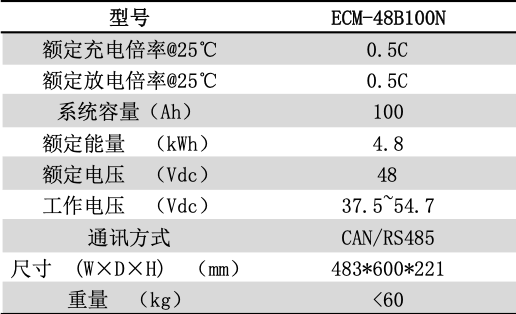 型号 ECM-48B100N
额定充电倍率@25℃ 0.5C
额定放电倍率@25℃ 0.5C
系统容量（Ah） 100
额定能量 （kWh） 4.8
额定电压 （Vdc） 48
工作电压 （Vdc） 37.5~54.7
通讯方式 CAN/RS485
尺寸 (W×D×H) （mm） 483*600*221
重量 （kg） <60